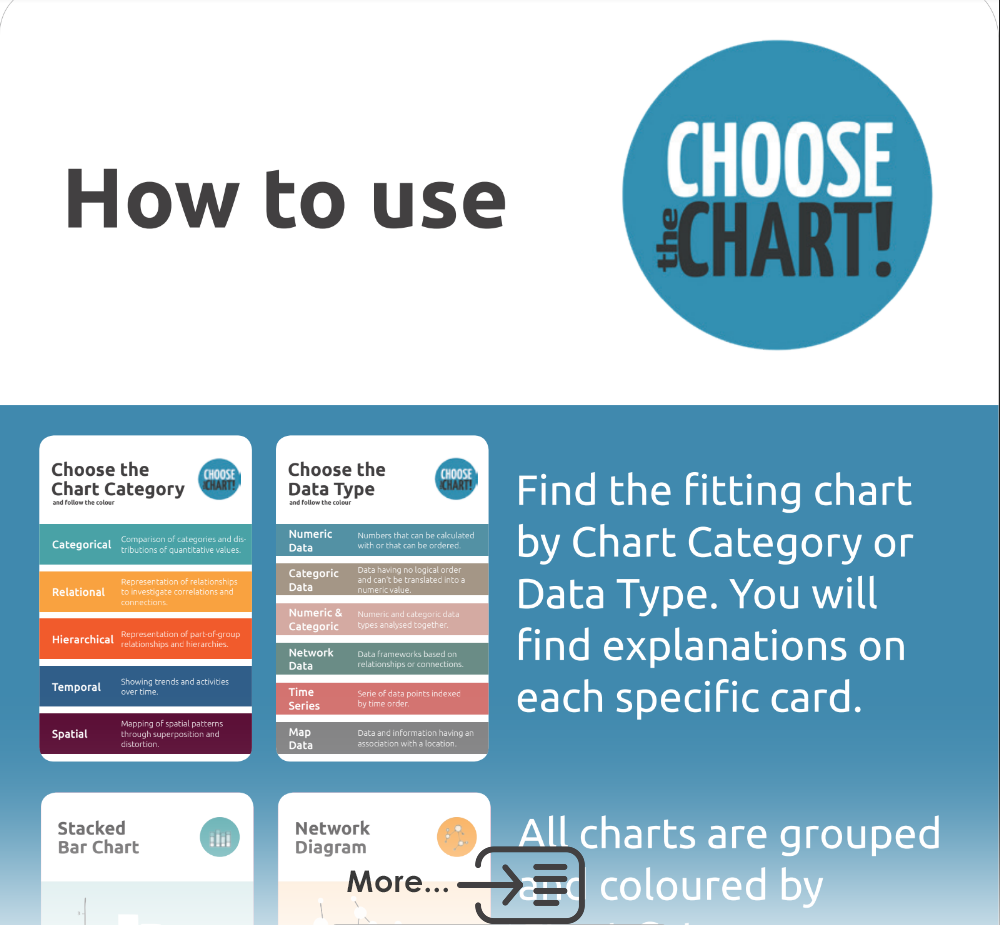 How to use
CHOOSE
the CHART!
Choose the
Chart Category
and follow the colour
CHOOSE
CHART!
Categorical
Comparison of categories and dis-
tributions of quantitative values.
Relational
Representation of relationships
to investigate correlations and
connections.
Hierarchical
Representation of part-of-group
relationships and hierarchies.
Temporal
Showing trends and activities
over time.
Spatial
Mapping of spatial patterns
through superposition and
distortion.
Choose the
Data Type
and follow the colour
CHOOSE
CHART!
Numeric
Data
Numbers that can be calculated
with or that can be ordered.
Categoric
Data
Data having no logical order
and can't be translated into a
numeric value.
Numeric &
Categoric
Numeric and categoric data
types analysed together.
Network
Data
Data frameworks based on
relationships or connections.
Time
Series
Serie of data points indexed
by time order.
Map
Data
Data and information having an
association with a location.
Find the fitting chart
by Chart Category or
Data Type. You will
find explanations on
each specific card.
Stacked
Bar Chart
Network
Diagram
All charts are grouped
and coloured by
More...